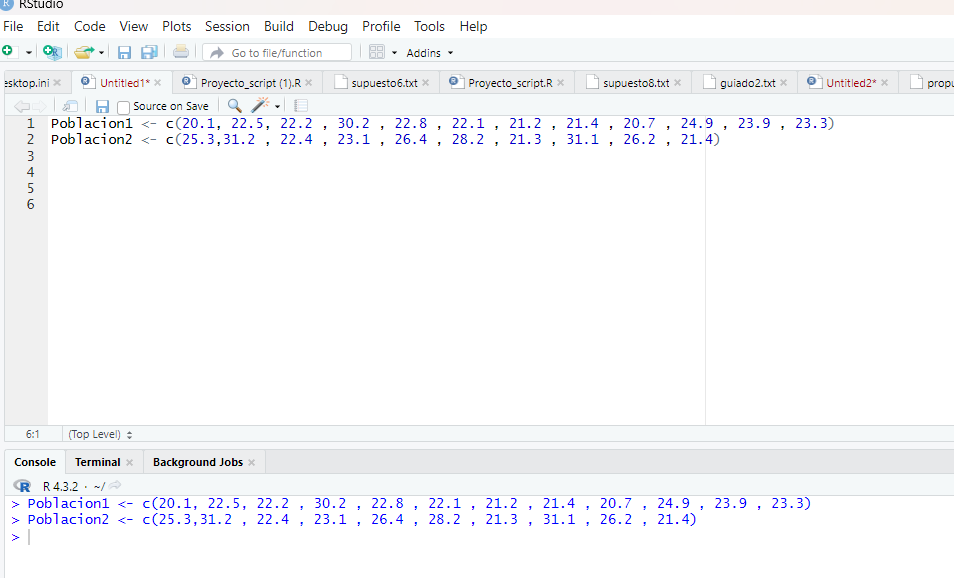 RStudio
File Edit Code View Plots Session Build Debug Profile Tools Help
Go to file/function Addins
esktop.ini Untitled1* Proyecto_script (1).R supuesto6.txt Proyecto_script.R supuesto8.txt guiado2.txt Untitled2* propu
Source on Save
1 Poblacion1 <- c(20.1, 22.5, 22.2 , 30.2 , 22.8 , 22.1 , 21.2 , 21.4 , 20.7 , 24.9 , 23.9 , 23.3)
2 Poblacion2 <- c(25.3,31.2 , 22.4 , 23.1 , 26.4 , 28.2 , 21.3 , 31.1 , 26.2 , 21.4)
3
4
5
6
6:1 (Top Level)
Console Terminal Background Jobs
R R 4.3.2 · ~/
> Poblacion1 <- c(20.1, 22.5, 22.2 , 30.2 , 22.8 , 22.1 , 21.2 , 21.4 , 20.7 , 24.9 , 23.9 , 23.3)
> Poblacion2 <- c(25.3,31.2 , 22.4 , 23.1 , 26.4 , 28.2 , 21.3 , 31.1 , 26.2 , 21.4)
>